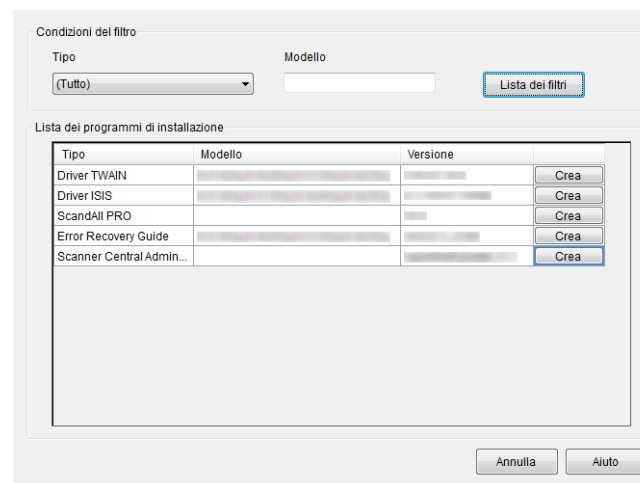 Condizioni del filtro
Tipo Modello
(Tutto) Lista dei filtri
Lista dei programmi di installazione
Tipo Modello Versione
Driver TWAIN Crea
Driver ISIS Crea
ScandAll PRO Crea
Error Recovery Guide Crea
Scanner Central Admin... Crea
Annulla Aiuto